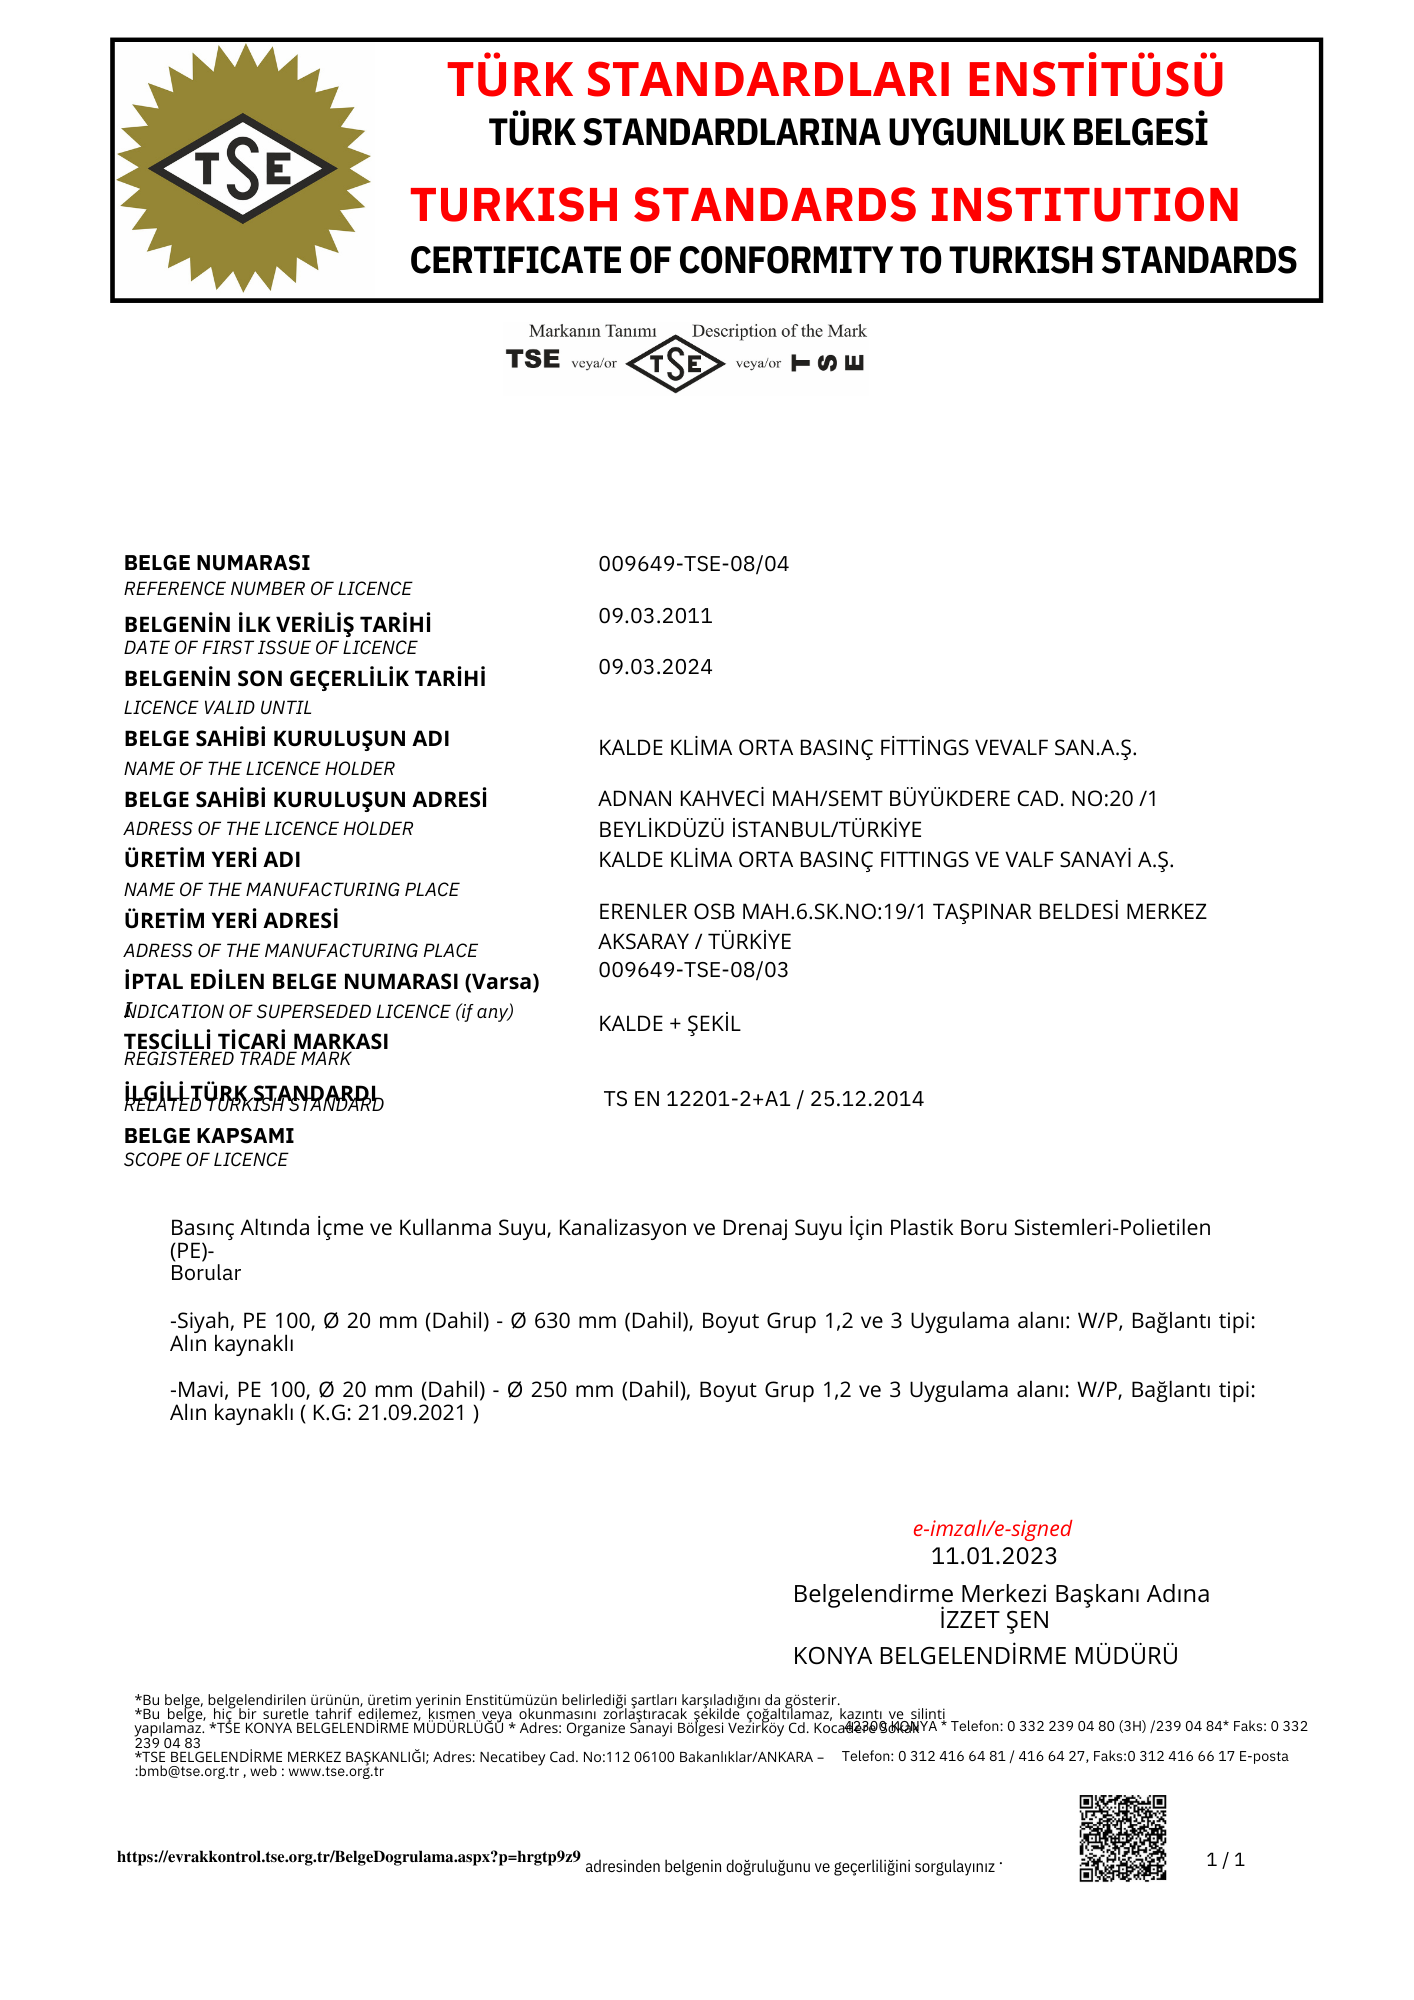 TSE
TÜRK STANDARDLARI ENSTİTÜSÜ
TÜRK STANDARDLARINA UYGUNLUK BELGESİ
TURKISH STANDARDS INSTITUTION
CERTIFICATE OF CONFORMITY TO TURKISH STANDARDS
Markanın Tanımı Description of the Mark
TSE veya/or TSE veya/or TSE
BELGE NUMARASI 009649-TSE-08/04
REFERENCE NUMBER OF LICENCE
BELGENİN İLK VERİLİŞ TARİHİ 09.03.2011
DATE OF FIRST ISSUE OF LICENCE
BELGENİN SON GEÇERLİLİK TARİHİ 09.03.2024
LICENCE VALID UNTIL
BELGE SAHİBİ KURULUŞUN ADI KALDE KLİMA ORTA BASINÇ FİTTİNGS VEVALF SAN.A.Ş.
NAME OF THE LICENCE HOLDER
BELGE SAHİBİ KURULUŞUN ADRESİ ADNAN KAHVECİ MAH/SEMT BÜYÜKDERE CAD. NO:20 /1
ADRESS OF THE LICENCE HOLDER BEYLİKDÜZÜ İSTANBUL/TÜRKİYE
ÜRETİM YERİ ADI KALDE KLİMA ORTA BASINÇ FITTINGS VE VALF SANAYİ A.Ş.
NAME OF THE MANUFACTURING PLACE
ÜRETİM YERİ ADRESİ ERENLER OSB MAH.6.SK.NO:19/1 TAŞPINAR BELDESİ MERKEZ
ADRESS OF THE MANUFACTURING PLACE AKSARAY / TÜRKİYE
İPTAL EDİLEN BELGE NUMARASI (Varsa) 009649-TSE-08/03
INDICATION OF SUPERSEDED LICENCE (if any)
TESCİLLİ TİCARİ MARKASI KALDE + ŞEKİL
REGISTERED TRADE MARK
İLGİLİ TÜRK STANDARDI TS EN 12201-2+A1 / 25.12.2014
RELATED TURKISH STANDARD
BELGE KAPSAMI
SCOPE OF LICENCE
Basınç Altında İçme ve Kullanma Suyu, Kanalizasyon ve Drenaj Suyu İçin Plastik Boru Sistemleri-Polietilen
(PE)-
Borular
-Siyah, PE 100, Ø 20 mm (Dahil) - Ø 630 mm (Dahil), Boyut Grup 1,2 ve 3 Uygulama alanı: W/P, Bağlantı tipi:
Alın kaynaklı
-Mavi, PE 100, Ø 20 mm (Dahil) - Ø 250 mm (Dahil), Boyut Grup 1,2 ve 3 Uygulama alanı: W/P, Bağlantı tipi:
Alın kaynaklı ( K.G: 21.09.2021 )
e-imzalı/e-signed
11.01.2023
Belgelendirme Merkezi Başkanı Adına
İZZET ŞEN
KONYA BELGELENDİRME MÜDÜRÜ
*Bu belge, belgelendirilen ürünün, üretim yerinin Enstitümüzün belirlediği şartları karşıladığını da gösterir.
*Bu belge, hiç bir suretle tahrif edilemez, kısmen veya okunmasını zorlaştıracak şekilde çoğaltılamaz, kazıntı ve silinti
yapılamaz. *TSE KONYA BELGELENDİRME MÜDÜRLÜĞÜ * Adres: Organize Sanayi Bölgesi Vezirköy Cd. Kocadere Sokak 42300 KONYA * Telefon: 0 332 239 04 80 (3H) /239 04 84* Faks: 0 332
239 04 83
*TSE BELGELENDİRME MERKEZ BAŞKANLIĞI; Adres: Necatibey Cad. No:112 06100 Bakanlıklar/ANKARA – Telefon: 0 312 416 64 81 / 416 64 27, Faks:0 312 416 66 17 E-posta
:bmb@tse.org.tr , web : www.tse.org.tr
https://evrakkontrol.tse.org.tr/BelgeDogrulama.aspx?p=hrgtp9z9 adresinden belgenin doğruluğunu ve geçerliliğini sorgulayınız .
1 / 1